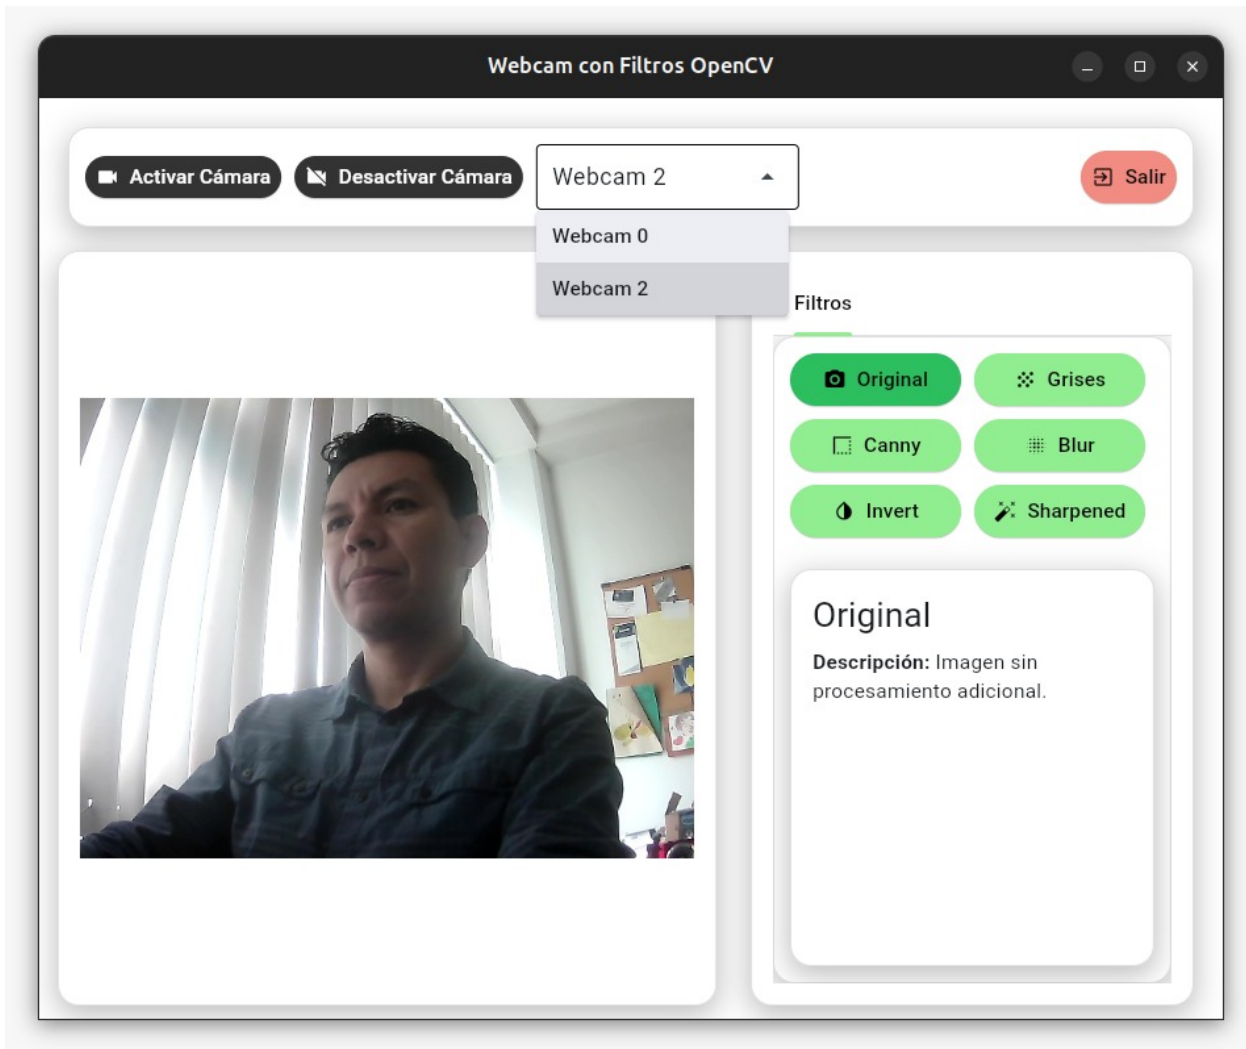 Webcam con Filtros OpenCV
Activar Cámara
Desactivar Cámara
Webcam 2
Salir
Webcam 0
Webcam 2
Filtros
Original
Grises
Canny
Blur
Invert
Sharpened
Original
Descripción: Imagen sin
procesamiento adicional.